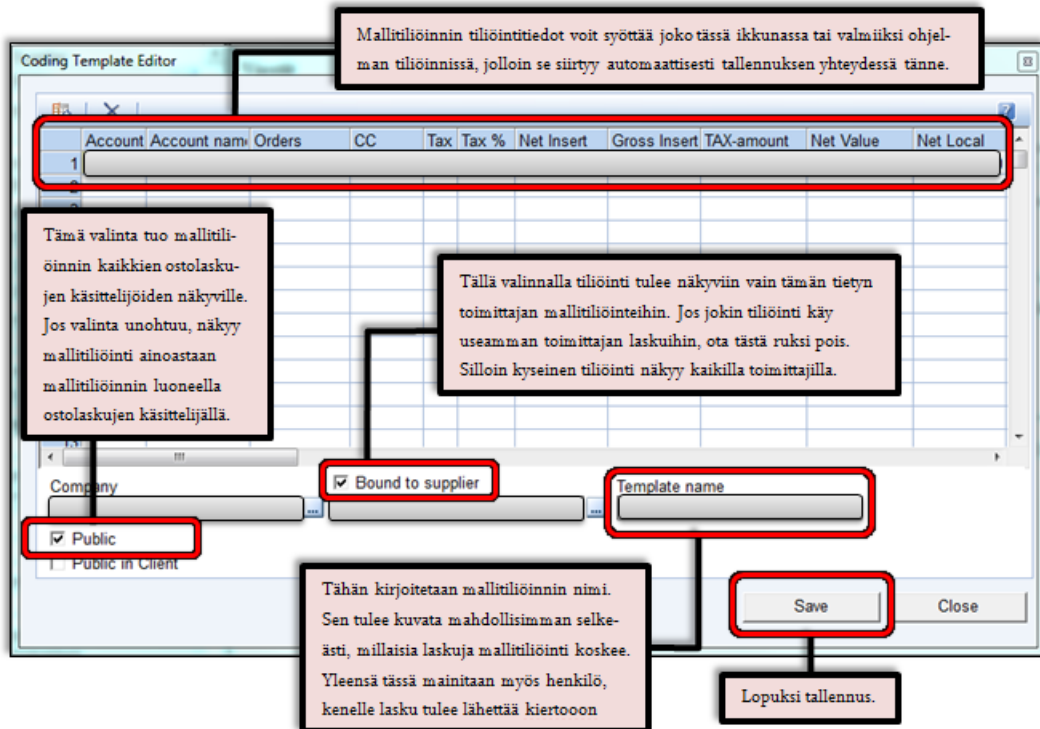 Mallitiliöinnin tiliöintitiedot voit syöttää joko tässä ikkunassa tai valmiiksi ohjel-
man tiliöinnissä, jolloin se siirtyy automaattisesti tallennuksen yhteydessä tänne.
Coding Template Editor
Account Account nam Orders CC Tax Tax % Net Insert Gross Insert TAX-amount Net Value Net Local
1
Tämä valinta tuo mallitili-
öinnin kaikkien ostolasku-
jen käsittelijöiden näkyville.
Jos valinta unohtuu, näkyy
mallitiliöinti ainoastaan
mallitiliöinnin luoneella
ostolaskujen käsittelijällä.
Tällä valinnalla tiliöinti tulee näkyviin vain tämän tietyn
toimittajan mallitiliöinteihin. Jos jokin tiliöinti käy
useamman toimittajan laskuihin, ota tästä ruksi pois.
Silloin kyseinen tiliöinti näkyy kaikilla toimittajilla.
Company
Bound to supplier
Template name
Public
Public in Client
Tähän kirjoitetaan mallitiliöinnin nimi.
Sen tulee kuvata mahdollisimman selke-
ästi, millaisia laskuja mallitiliöinti koskee.
Yleensä tässä mainitaan myös henkilö,
kenelle lasku tulee lähettää kiertooon
Save
Close
Lopuksi tallennus.